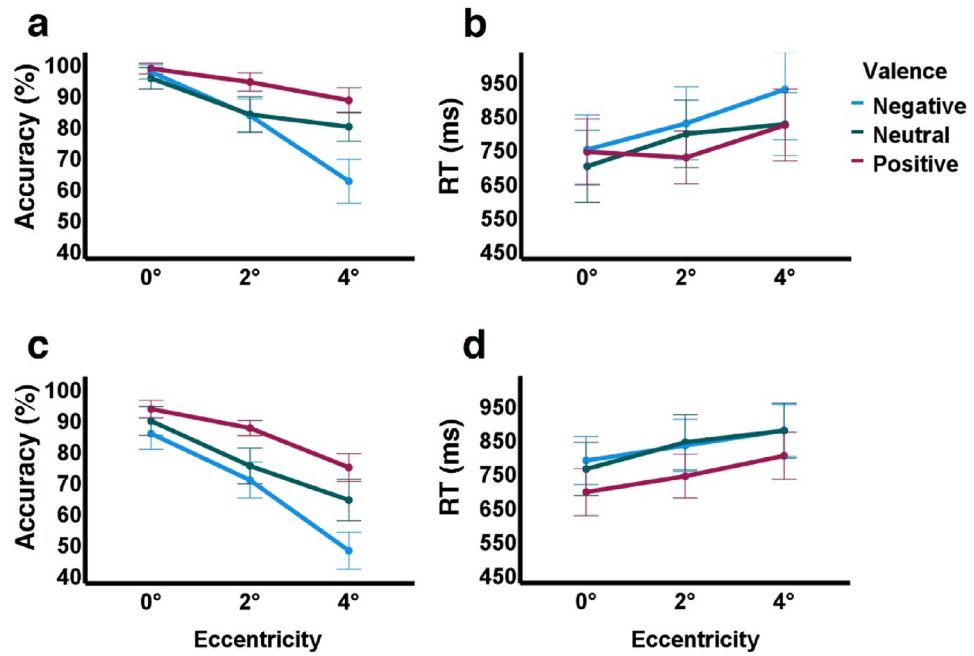 a
Accuracy (%)
100
90
80
70
60
50
40
0° 2° 4°
b
RT (ms)
950
850
750
650
550
450
0° 2° 4°
Valence
Negative
Neutral
Positive
c
Accuracy (%)
100
90
80
70
60
50
40
0° 2° 4°
Eccentricity
d
RT (ms)
950
850
750
650
550
450
0° 2° 4°
Eccentricity